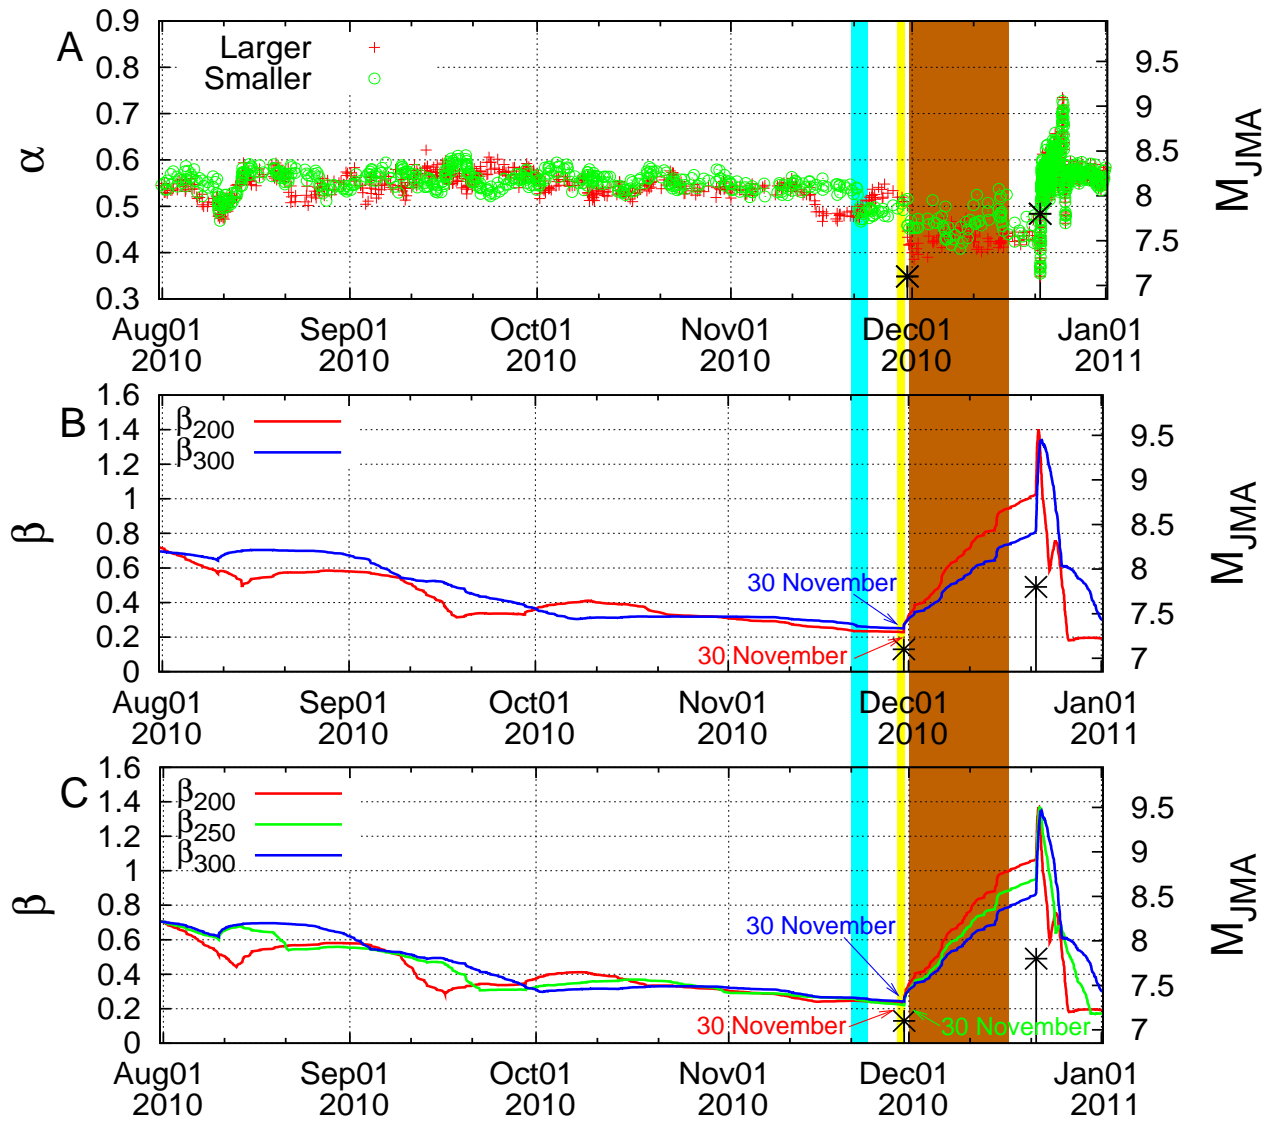 A
0.9
0.8
0.7
0.6
0.5
0.4
0.3
α
Larger
Smaller
9.5
9
8.5
8
7.5
7
M_JMA
Aug01 Sep01 Oct01 Nov01 Dec01 Jan01
2010 2010 2010 2010 2010 2011
B
1.6
1.4
1.2
1
0.8
0.6
0.4
0.2
0
β
β200
β300
30 November
30 November
9.5
9
8.5
8
7.5
7
M_JMA
Aug01 Sep01 Oct01 Nov01 Dec01 Jan01
2010 2010 2010 2010 2010 2011
C
1.6
1.4
1.2
1
0.8
0.6
0.4
0.2
0
β
β200
β250
β300
30 November
30 November
30 November
9.5
9
8.5
8
7.5
7
M_JMA
Aug01 Sep01 Oct01 Nov01 Dec01 Jan01
2010 2010 2010 2010 2010 2011